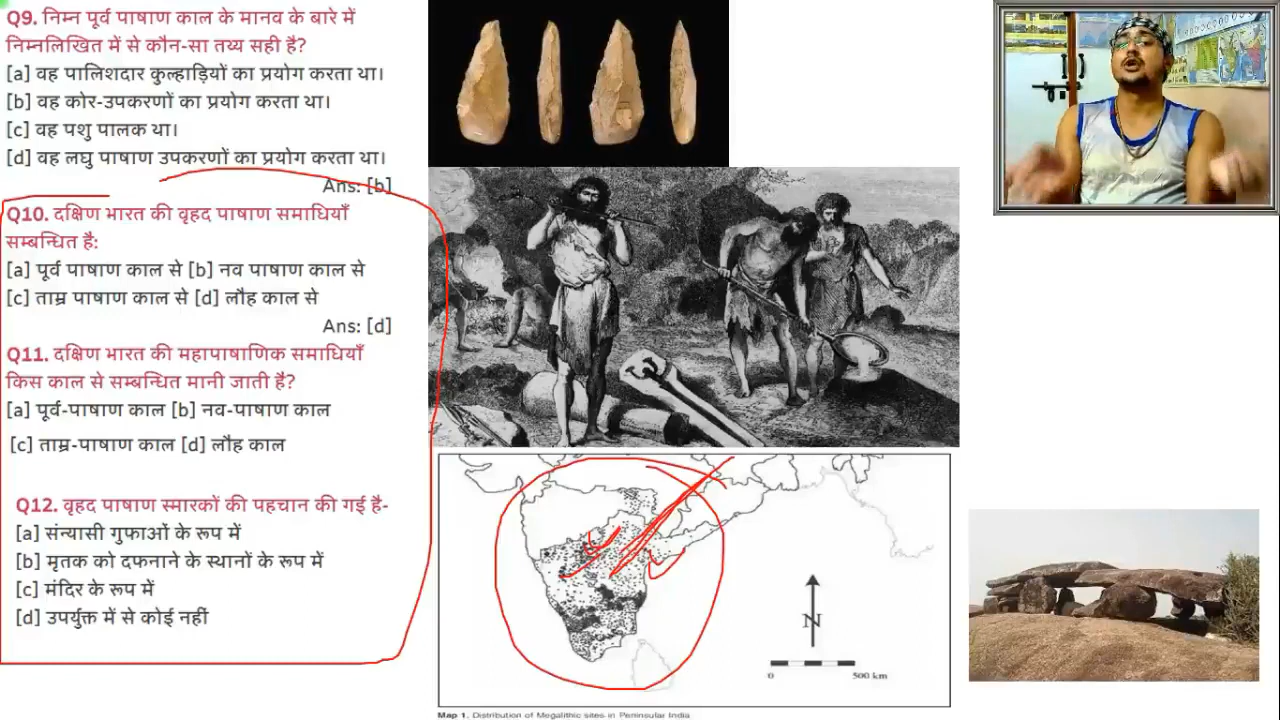 Q9. निम्न पूर्व पाषाण काल के मानव के बारे में
निम्नलिखित में से कौन-सा तथ्य सही है?
[a] वह पालिशदार कुल्हाड़ियों का प्रयोग करता था।
[b] वह कोर-उपकरणों का प्रयोग करता था।
[c] वह पशु पालक था।
[d] वह लघु पाषाण उपकरणों का प्रयोग करता था।
Ans: [b]
Q10. दक्षिण भारत की वृहद पाषाण समाधियाँ
सम्बन्धित है:
[a] पूर्व पाषाण काल से [b] नव पाषाण काल से
[c] ताम्र पाषाण काल से [d] लौह काल से
Ans: [d]
Q11. दक्षिण भारत की महापाषाणिक समाधियाँ
किस काल से सम्बन्धित मानी जाती है?
[a] पूर्व-पाषाण काल [b] नव-पाषाण काल
[c] ताम्र-पाषाण काल [d] लौह काल
Q12. वृहद पाषाण स्मारकों की पहचान की गई है-
[a] संन्यासी गुफाओं के रूप में
[b] मृतक को दफनाने के स्थानों के रूप में
[c] मंदिर के रूप में
[d] उपर्युक्त में से कोई नहीं
N
0 500 km
Map 1. Distribution of Megalithic sites in Peninsular India